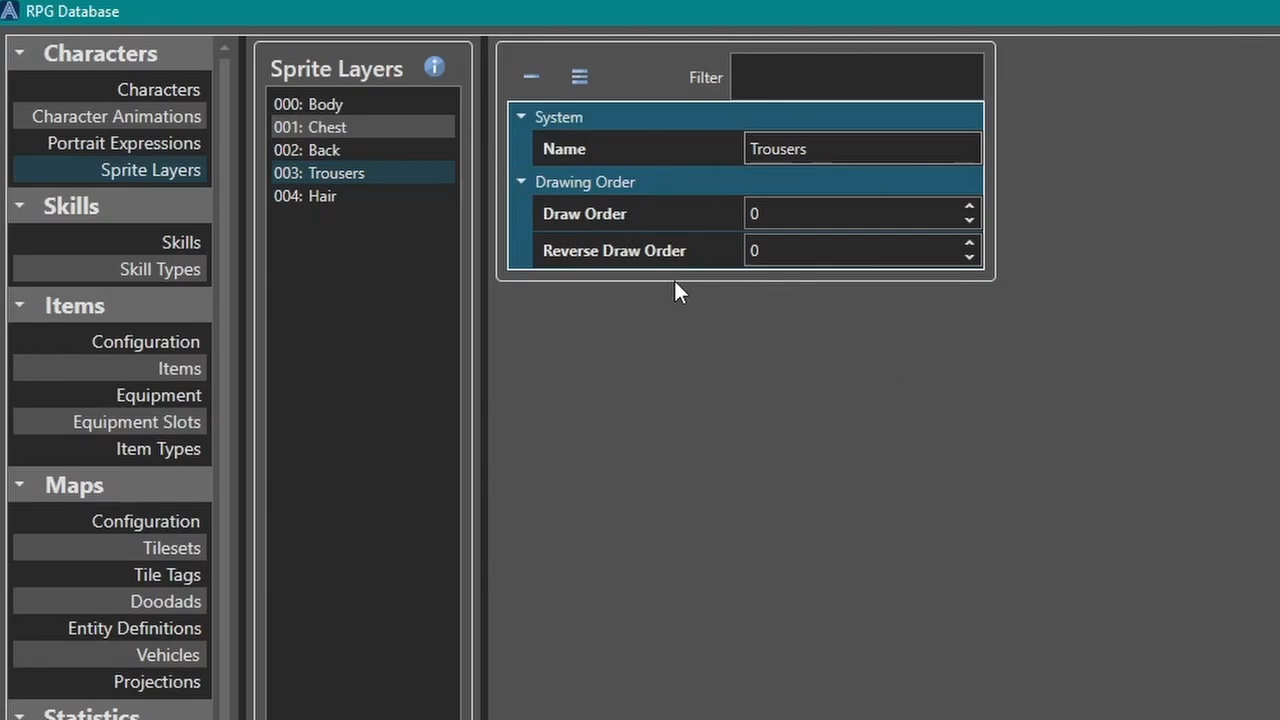 RPG Database
Characters
Characters
Character Animations
Portrait Expressions
Sprite Layers
Skills
Skills
Skill Types
Items
Configuration
Items
Equipment
Equipment Slots
Item Types
Maps
Configuration
Tilesets
Tile Tags
Doodads
Entity Definitions
Vehicles
Projections
Statistics
Sprite Layers
000: Body
001: Chest
002: Back
003: Trousers
004: Hair
Filter
System
Name Trousers
Drawing Order
Draw Order 0
Reverse Draw Order 0